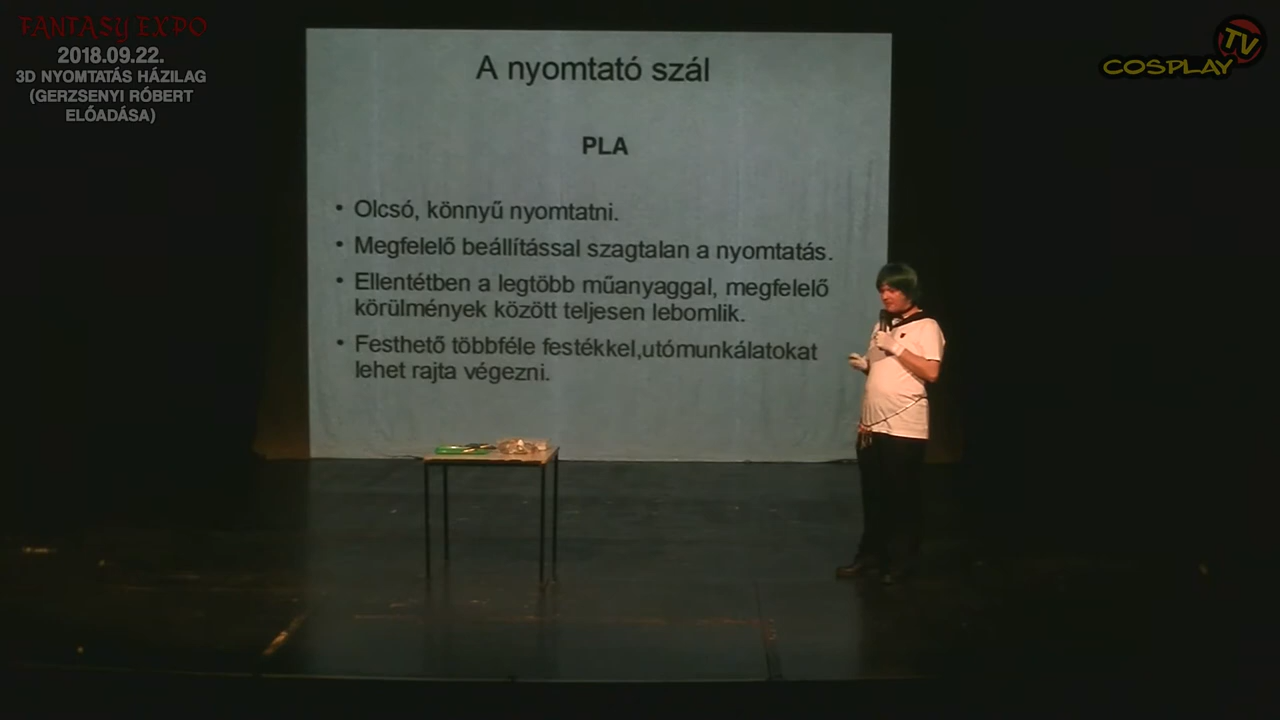 FANTASY EXPO
2018.09.22.
3D NYOMTATÁS HÁZILAG
(GERZSENYI RÓBERT
ELŐADÁSA)
COSPLAY TV
A nyomtató szál
PLA
• Olcsó, könnyű nyomtatni.
• Megfelelő beállítással szagtalan a nyomtatás.
• Ellentétben a legtöbb műanyaggal, megfelelő
körülmények között teljesen lebomlik.
• Festhető többféle festékkel,utómunkálatokat
lehet rajta végezni.